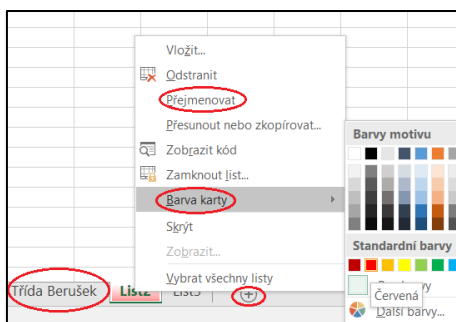 Vložit...
Odstranit
Přejmenovat
Přesunout nebo zkopírovat...
Zobrazit kód
Zamknout list...
Barva karty
Skrýt
Zobrazit...
Vybrat všechny listy
Barvy motivu
Standardní barvy
Červená
Další barvy...
Třída Berušek
List2